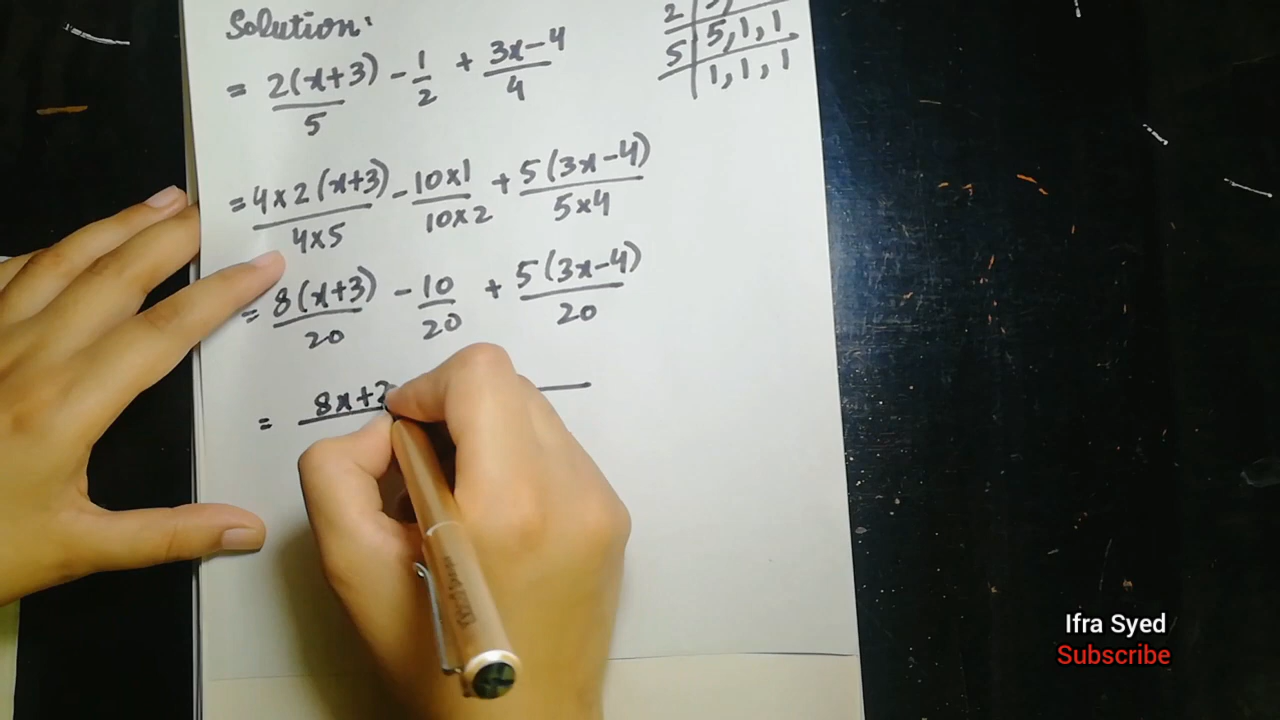 Solution:
= 2(x+3)/5 - 1/2 + 3x-4/4
= 4×2(x+3)/4×5 - 10×1/10×2 + 5(3x-4)/5×4
= 8(x+3)/20 - 10/20 + 5(3x-4)/20
= 8x+2
2
5 | 5, 1, 1
1, 1, 1
Ifra Syed
Subscribe